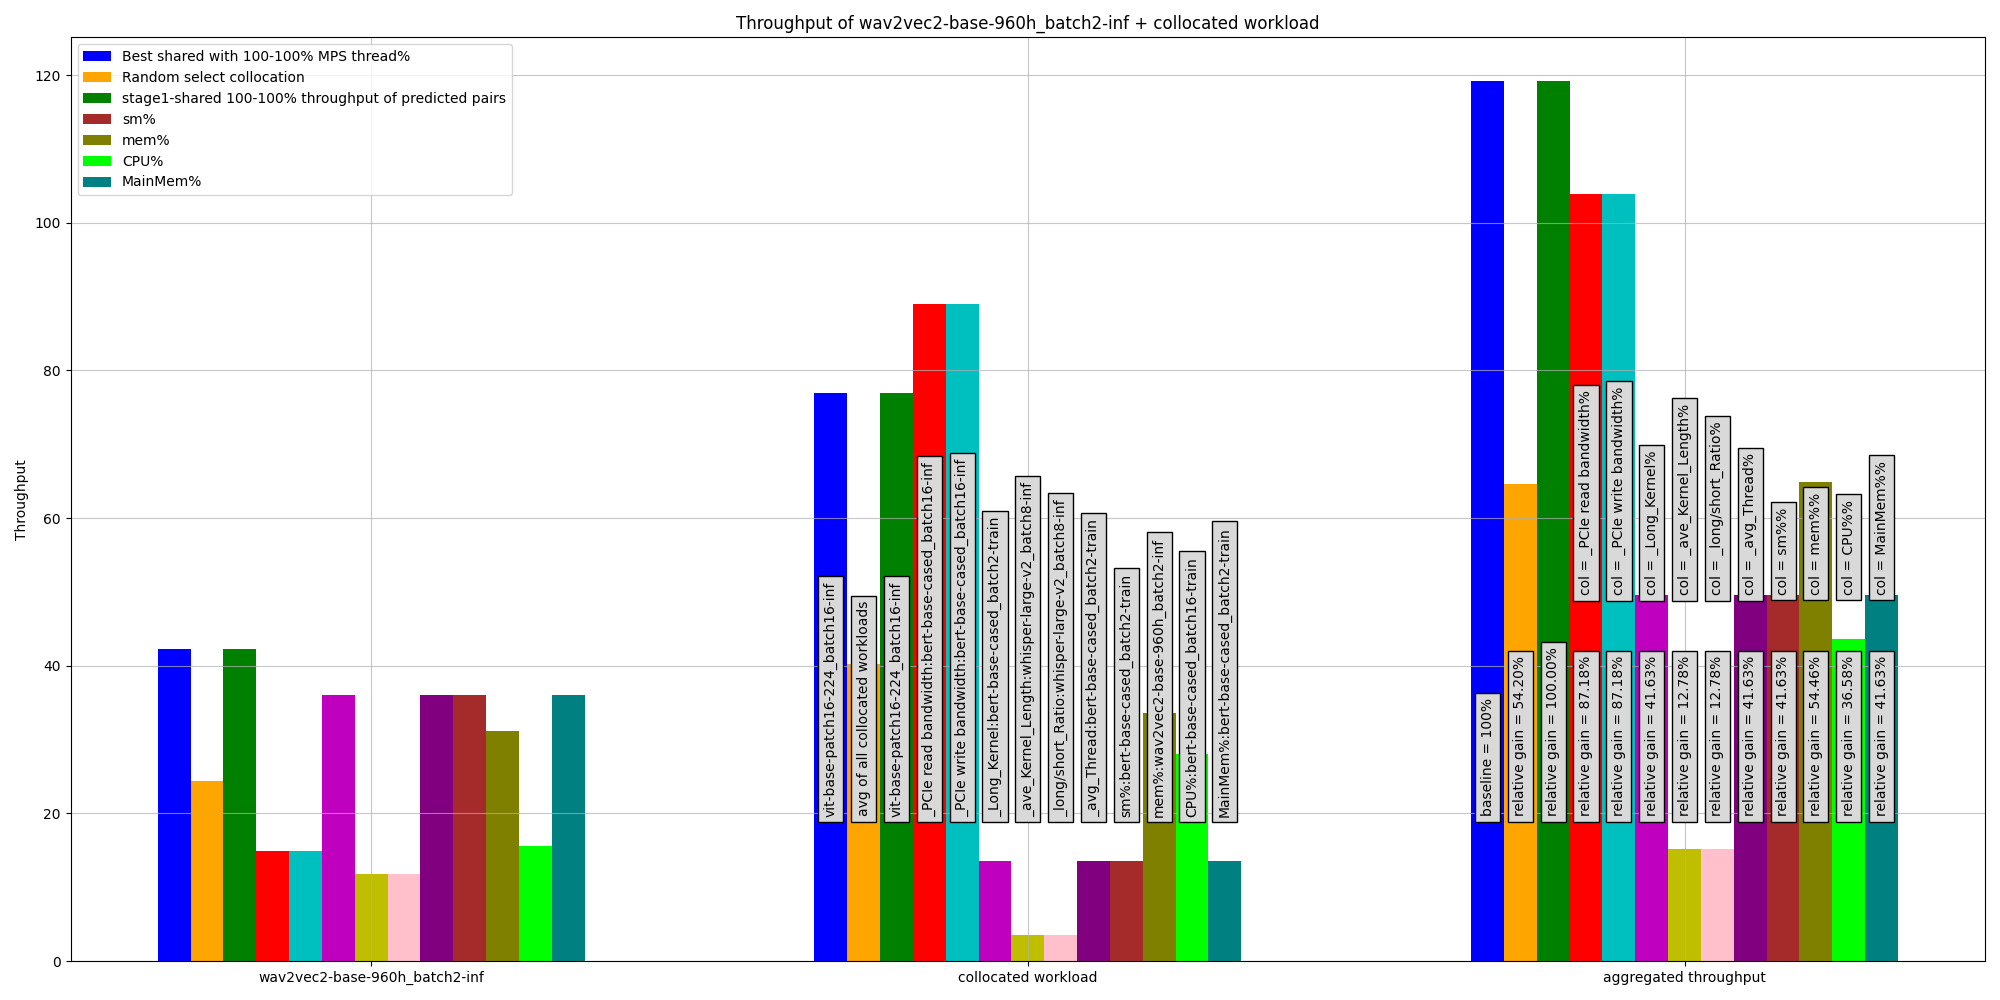 Throughput of wav2vec2-base-960h_batch2-inf + collocated workload
Best shared with 100-100% MPS thread%
Random select collocation
stage1-shared 100-100% throughput of predicted pairs
sm%
mem%
CPU%
MainMem%
Throughput
120
100
80
60
40
20
0
vit-base-patch16-224_batch16-inf
avg of all collocated workloads
vit-base-patch16-224_batch16-inf
_PCIe read bandwidth:bert-base-cased_batch16-inf
_PCIe write bandwidth:bert-base-cased_batch16-inf
_Long_Kernel:bert-base-cased_batch2-train
_ave_Kernel_Length:whisper-large-v2_batch8-inf
_long/short_Ratio:whisper-large-v2_batch8-inf
_avg_Thread:bert-base-cased_batch2-train
sm%:bert-base-cased_batch2-train
mem%:wav2vec2-base-960h_batch2-inf
CPU%:bert-base-cased_batch16-train
MainMem%:bert-base-cased_batch2-train
col = _PCIe read bandwidth%
col = _PCIe write bandwidth%
col = _Long_Kernel%
col = _ave_Kernel_Length%
col = _long/short_Ratio%
col = _avg_Thread%
col = sm%%
col = mem%%
col = CPU%%
col = MainMem%%
baseline = 100%
relative gain = 54.20%
relative gain = 100.00%
relative gain = 87.18%
relative gain = 87.18%
relative gain = 41.63%
relative gain = 12.78%
relative gain = 12.78%
relative gain = 41.63%
relative gain = 41.63%
relative gain = 54.46%
relative gain = 36.58%
relative gain = 41.63%
wav2vec2-base-960h_batch2-inf
collocated workload
aggregated throughput